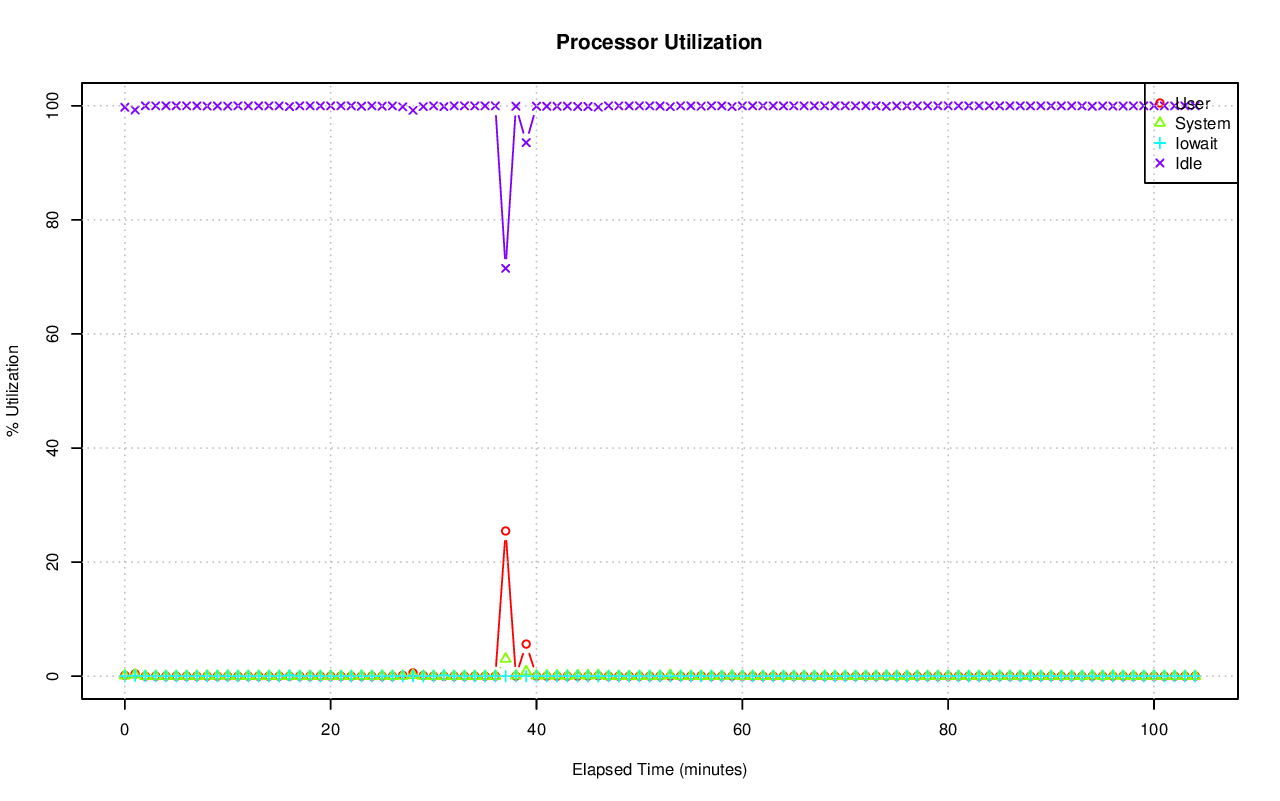 Processor Utilization
100
80
60
40
20
0
% Utilization
User
System
Iowait
Idle
0 20 40 60 80 100
Elapsed Time (minutes)